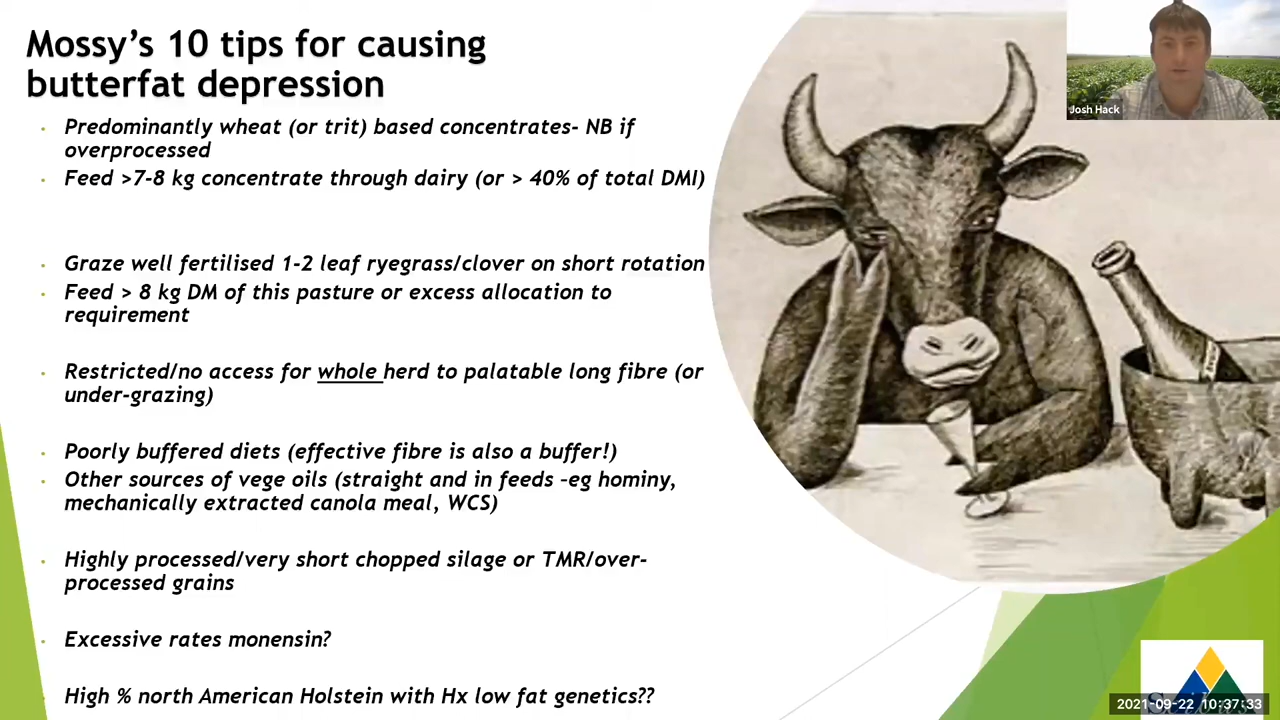 Mossy's 10 tips for causing
butterfat depression
Predominantly wheat (or trit) based concentrates- NB if
overprocessed
Feed >7-8 kg concentrate through dairy (or > 40% of total DMI)
Graze well fertilised 1-2 leaf ryegrass/clover on short rotation
Feed > 8 kg DM of this pasture or excess allocation to
requirement
Restricted/no access for whole herd to palatable long fibre (or
under-grazing)
Poorly buffered diets (effective fibre is also a buffer!)
Other sources of vege oils (straight and in feeds –eg hominy,
mechanically extracted canola meal, WCS)
Highly processed/very short chopped silage or TMR/over-
processed grains
Excessive rates monensin?
High % north American Holstein with Hx low fat genetics??
Josh Hack
2021-09-22 10:37:33